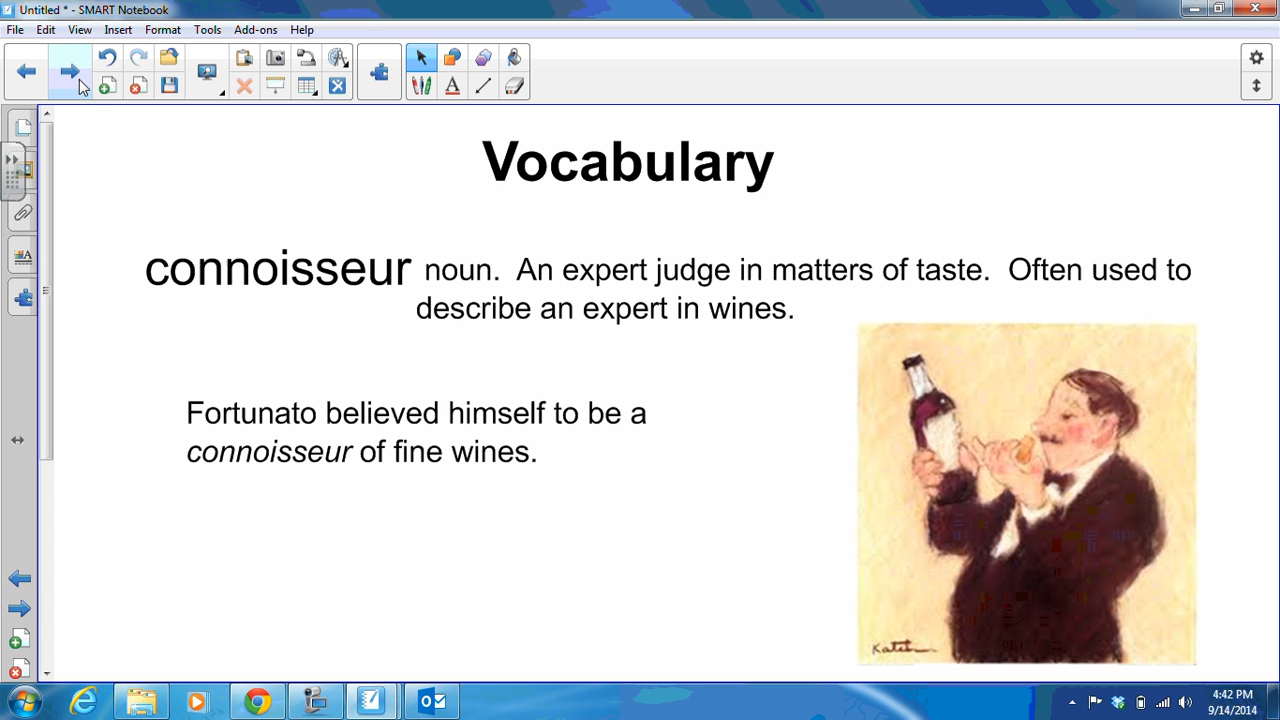 Untitled * - SMART Notebook
File Edit View Insert Format Tools Add-ons Help
Vocabulary
connoisseur noun. An expert judge in matters of taste. Often used to
describe an expert in wines.
Fortunato believed himself to be a
connoisseur of fine wines.
4:42 PM
9/14/2014